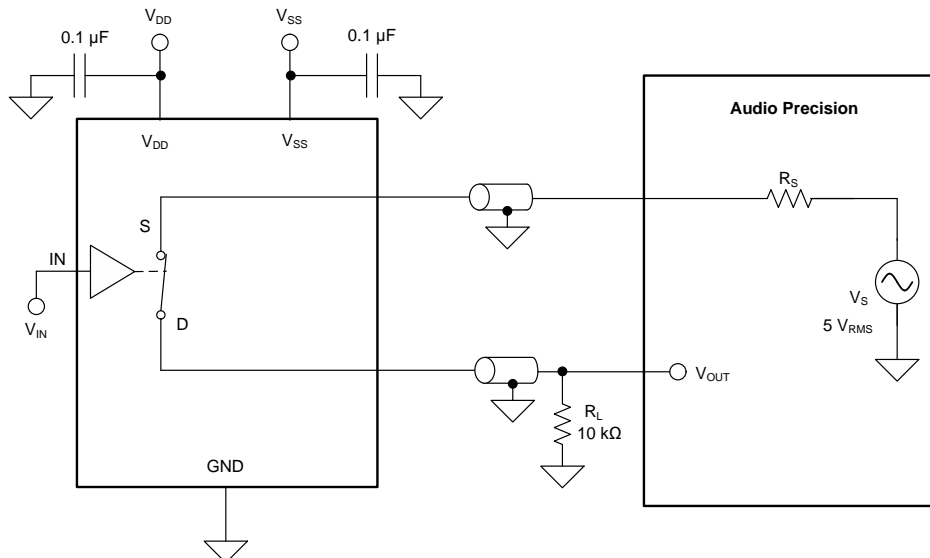 V_DD V_SS
0.1 µF 0.1 µF
V_DD V_SS
Audio Precision
R_S
S
IN
V_S
5 V_RMS
V_IN
D
V_OUT
R_L
10 kΩ
GND